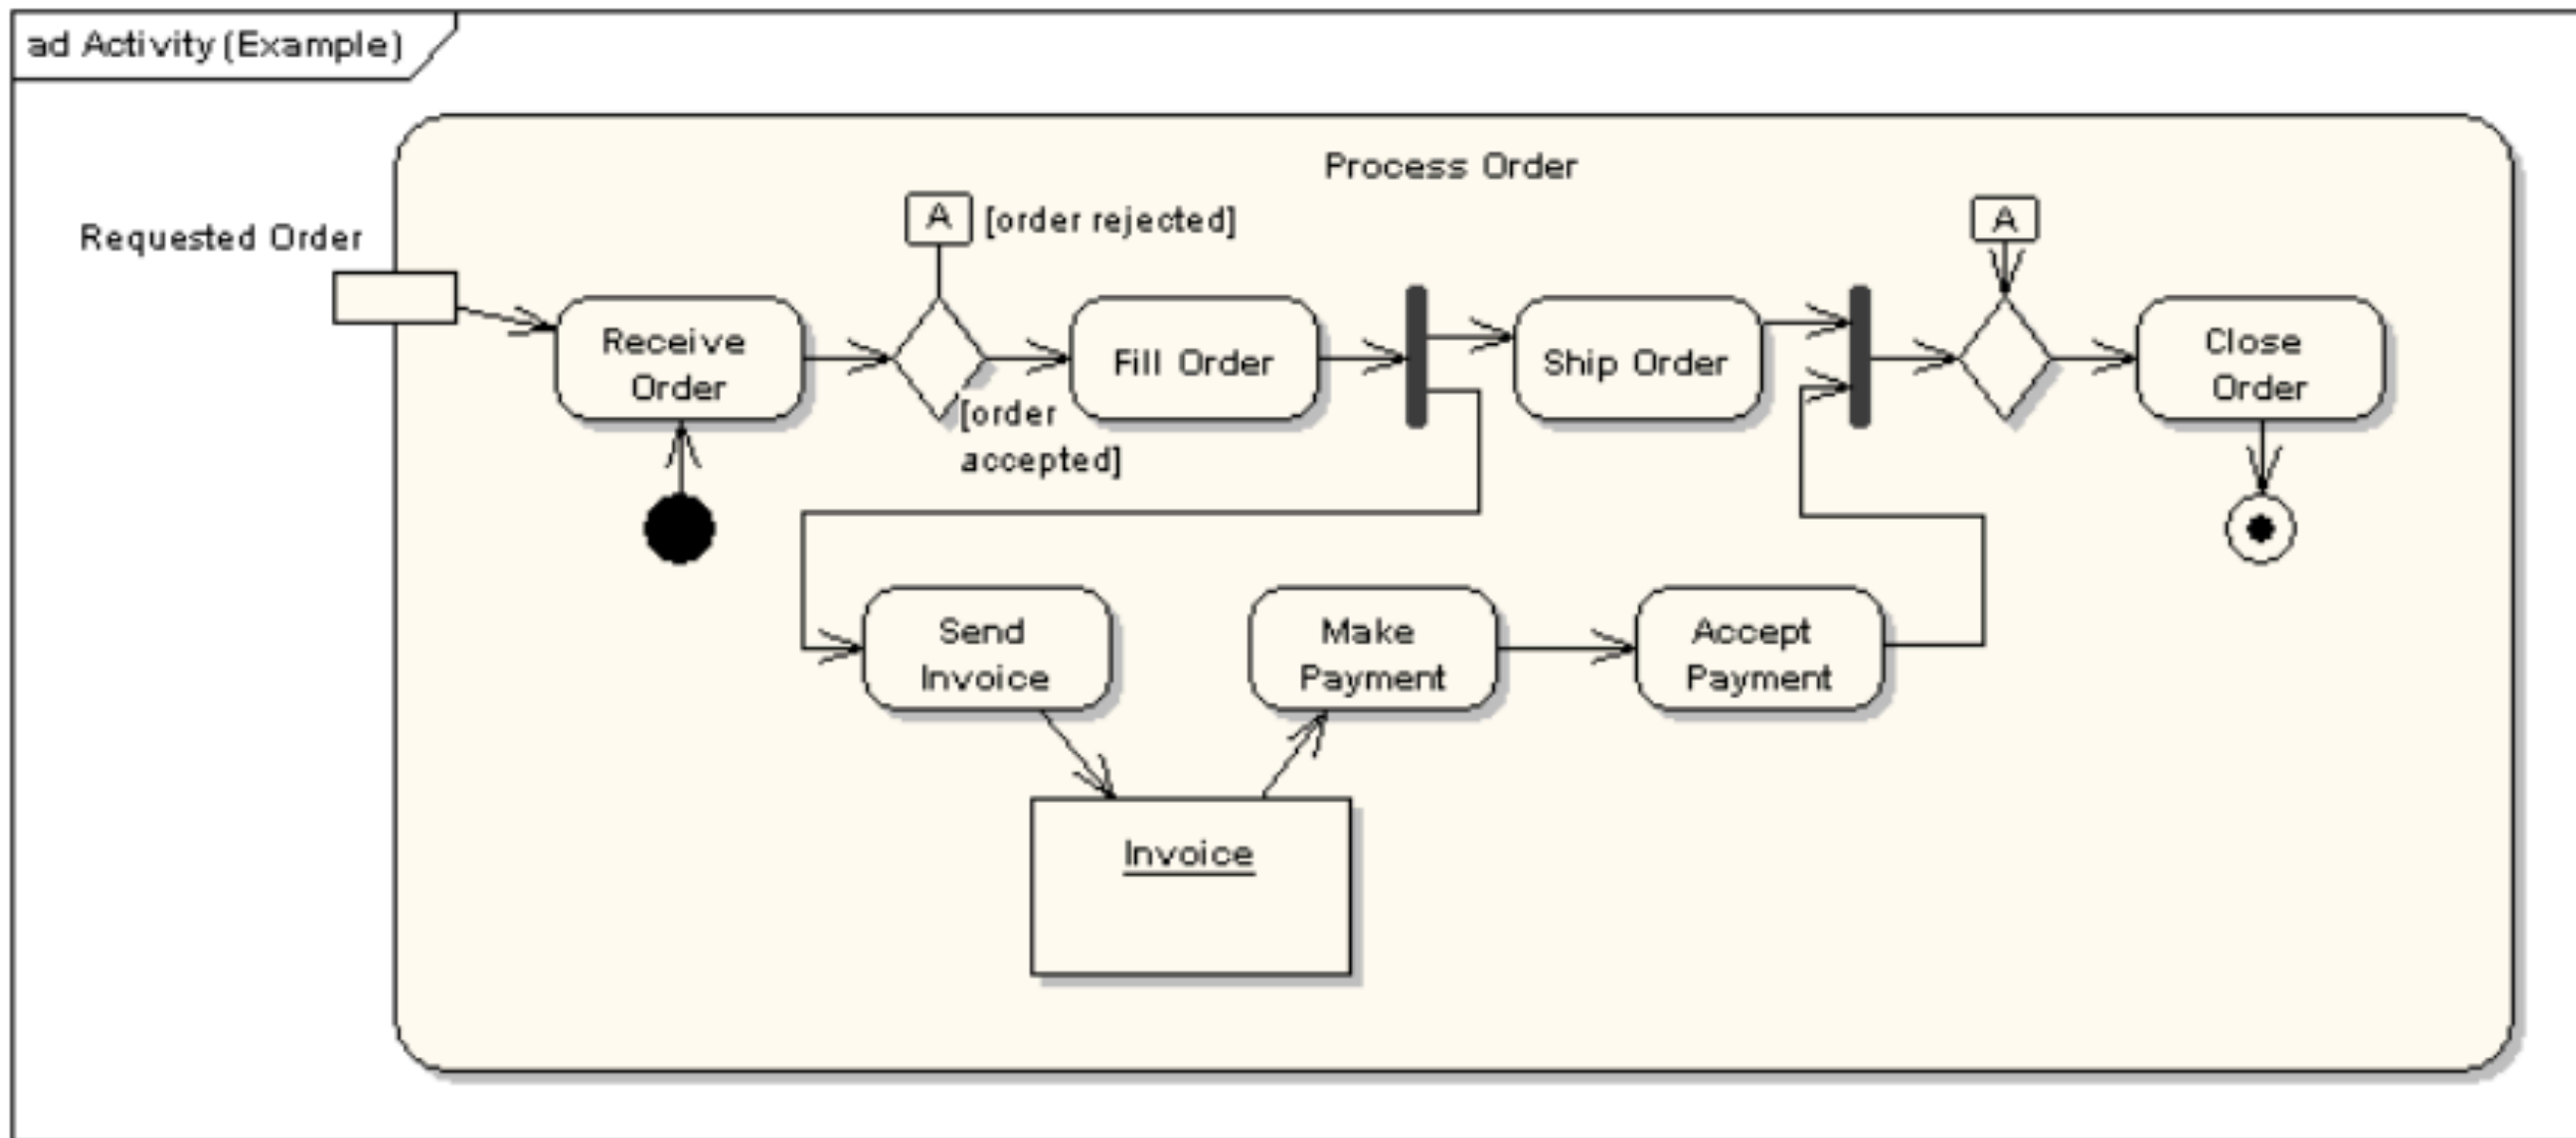 ad Activity (Example)
Process Order
Requested Order
A
[order rejected]
A
Receive
Order
Fill Order
Ship Order
Close
Order
[order
accepted]
Send
Invoice
Make
Payment
Accept
Payment
Invoice